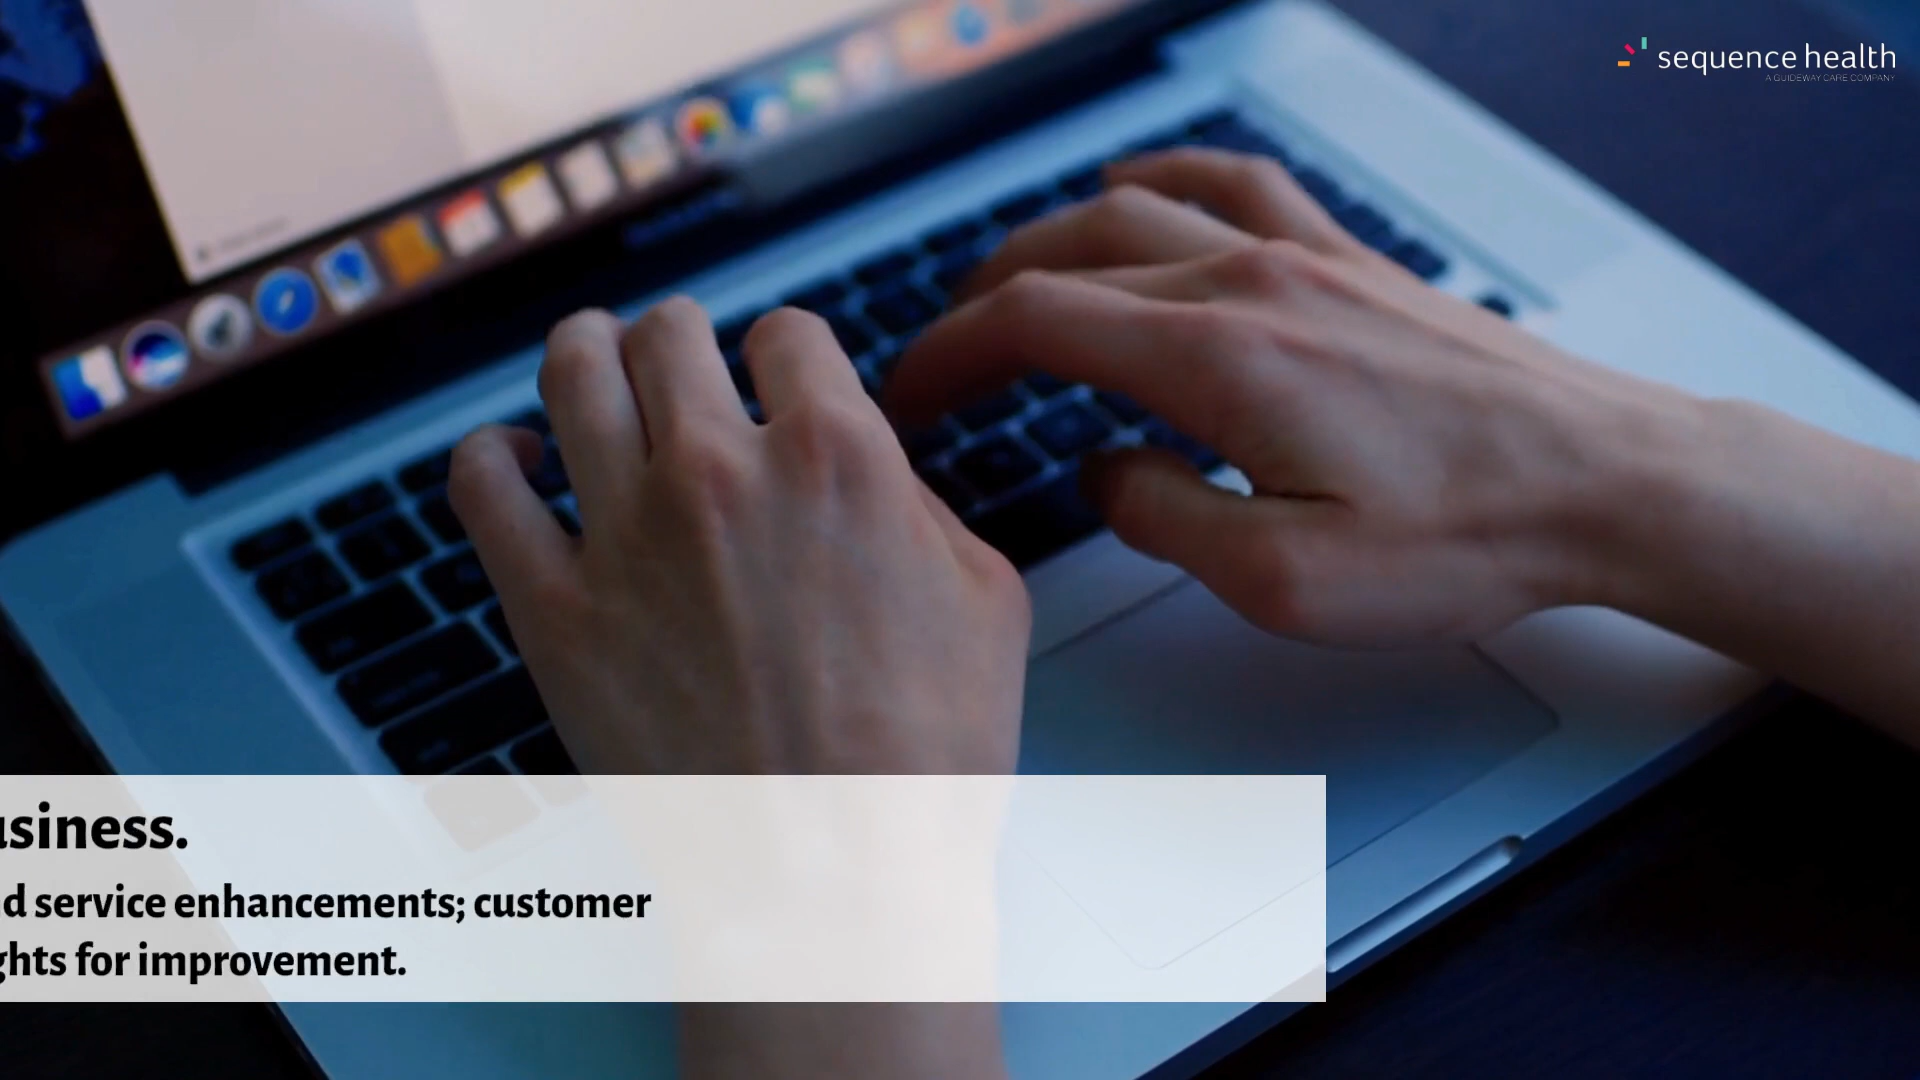 sequence health
A GUIDEWAY CARE COMPANY
usiness.
d service enhancements; customer
ghts for improvement.